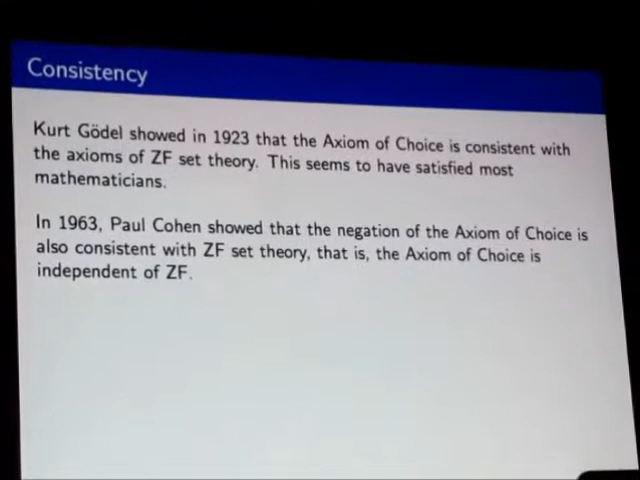 Consistency
Kurt Gödel showed in 1923 that the Axiom of Choice is consistent with
the axioms of ZF set theory. This seems to have satisfied most
mathematicians.
In 1963, Paul Cohen showed that the negation of the Axiom of Choice is
also consistent with ZF set theory, that is, the Axiom of Choice is
independent of ZF.